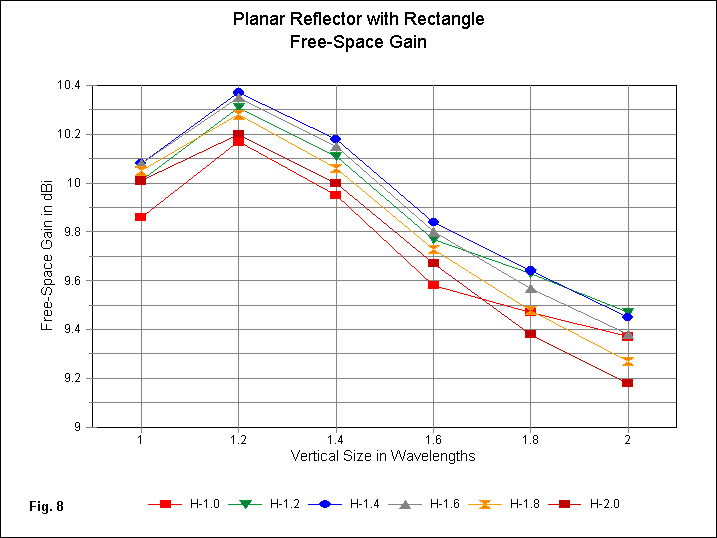 Planar Reflector with Rectangle
Free-Space Gain
10.4
10.2
10
9.8
9.6
9.4
9.2
9
Free-Space Gain in dBi
1
1.2
1.4
1.6
1.8
2
Vertical Size in Wavelengths
Fig. 8
H-1.0
H-1.2
H-1.4
H-1.6
H-1.8
H-2.0